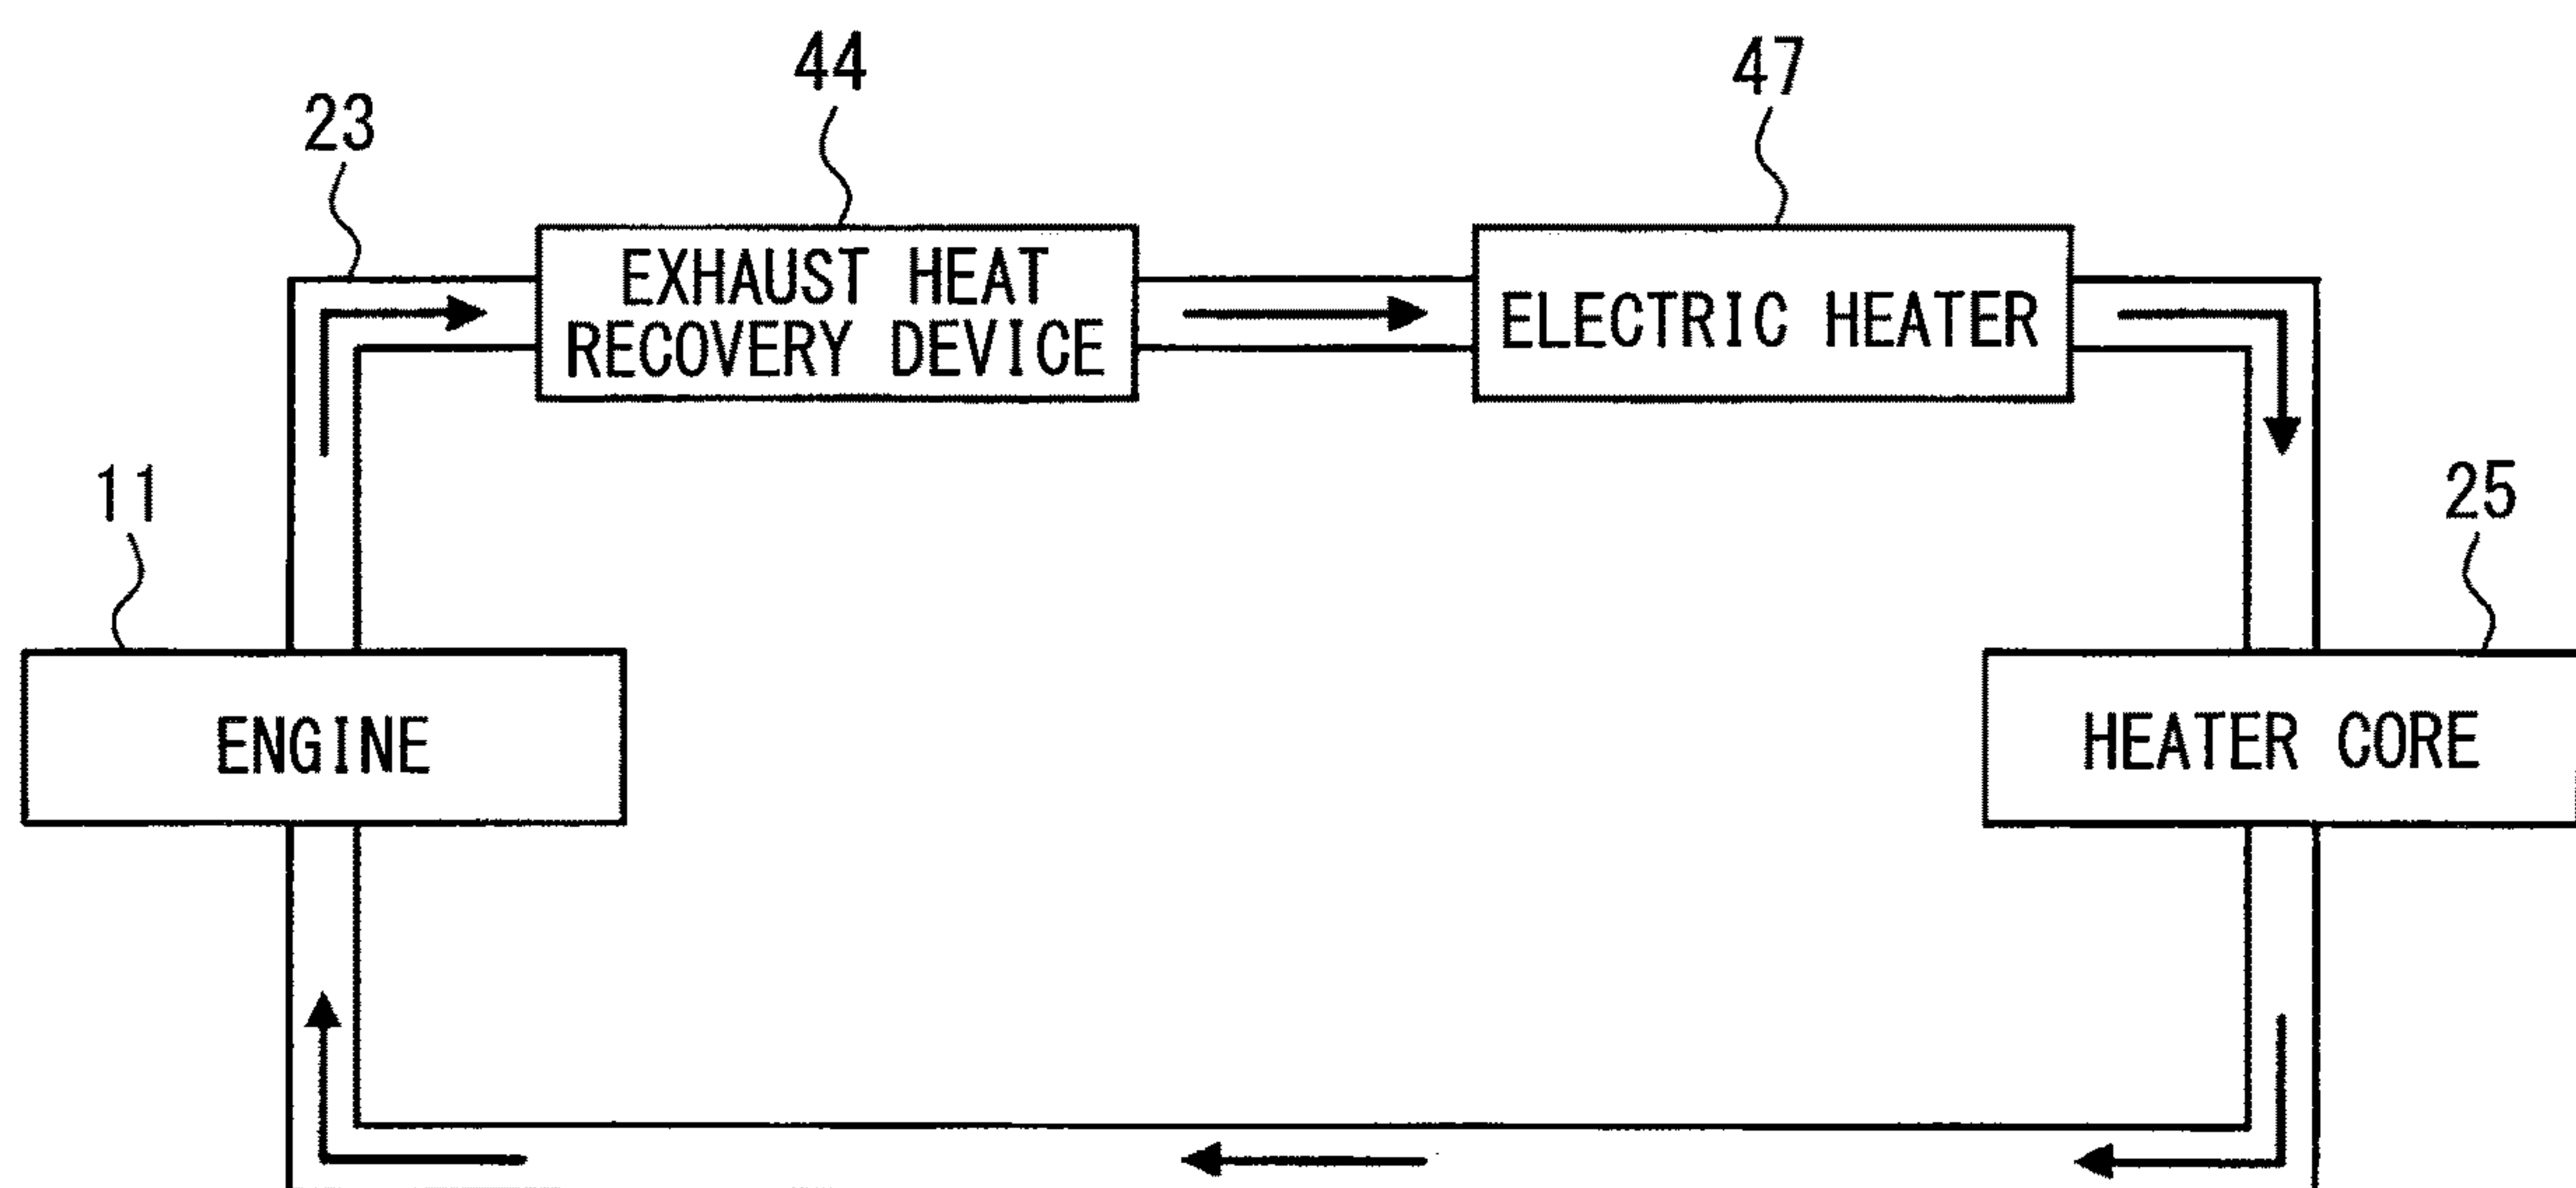 44
47
23
EXHAUST HEAT
RECOVERY DEVICE
ELECTRIC HEATER
11
25
ENGINE
HEATER CORE